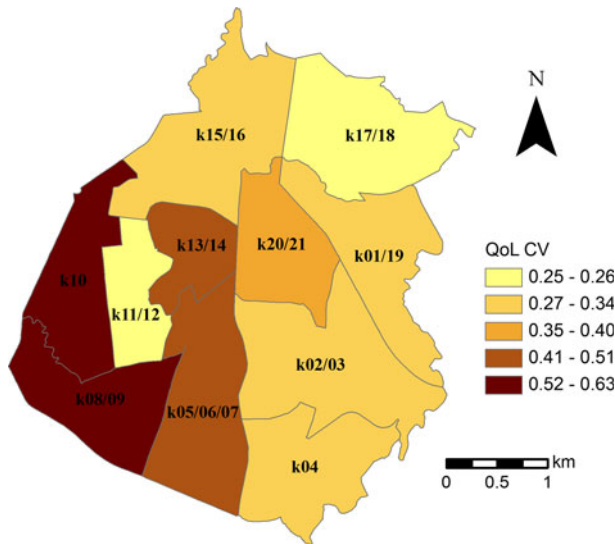 N
k15/16
k17/18
k13/14
k20/21
k01/19
k10
k11/12
k02/03
k08/09
k05/06/07
k04
QoL CV
0.25 - 0.26
0.27 - 0.34
0.35 - 0.40
0.41 - 0.51
0.52 - 0.63
km
0 0.5 1